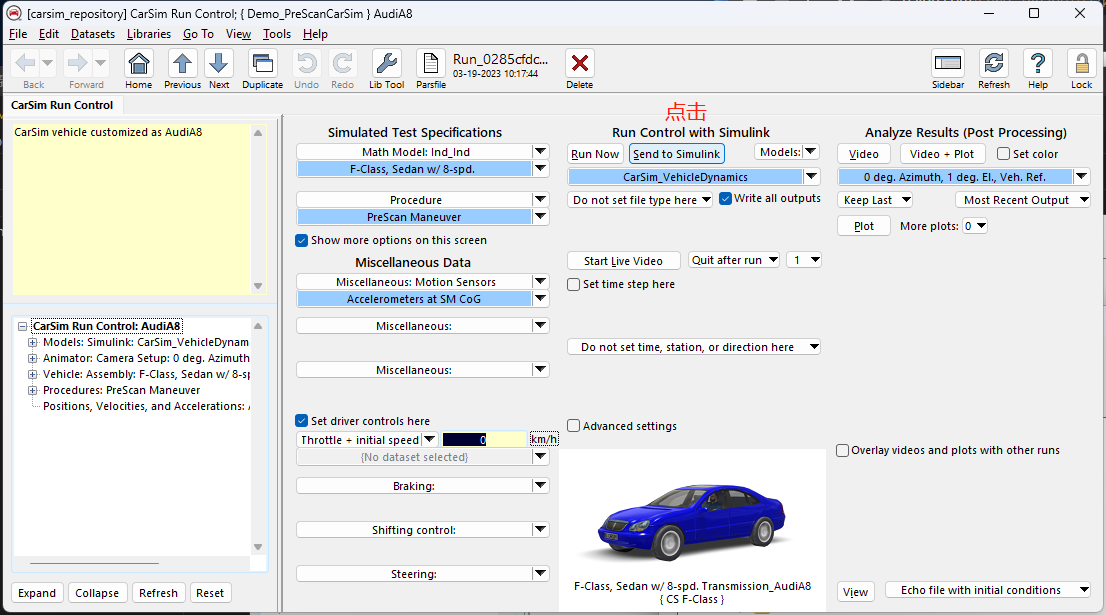 [carsim_repository] CarSim Run Control; { Demo_PreScanCarSim } AudiA8
File Edit Datasets Libraries Go To View Tools Help
Back Forward Home Previous Next Duplicate Undo Redo Lib Tool Parsfile
Run_0285cfdc...
03-19-2023 10:17:44
Delete Sidebar Refresh Help Lock
CarSim Run Control
点击
CarSim vehicle customized as AudiA8
CarSim Run Control: AudiA8
Models: Simulink: CarSim_VehicleDynam
Animator: Camera Setup: 0 deg. Azimuth
Vehicle: Assembly: F-Class, Sedan w/ 8-sp
Procedures: PreScan Maneuver
Positions, Velocities, and Accelerations:
Expand Collapse Refresh Reset
Simulated Test Specifications
Math Model: Ind_Ind
F-Class, Sedan w/ 8-spd.
Procedure
PreScan Maneuver
Show more options on this screen
Miscellaneous Data
Miscellaneous: Motion Sensors
Accelerometers at SM CoG
Miscellaneous:
Miscellaneous:
Set driver controls here
Throttle + initial speed 0 km/h
{No dataset selected}
Braking:
Shifting control:
Steering:
Run Control with Simulink
Run Now Send to Simulink Models:
CarSim_VehicleDynamics
Do not set file type here Write all outputs
Start Live Video Quit after run 1
Set time step here
Do not set time, station, or direction here
Advanced settings
F-Class, Sedan w/ 8-spd. Transmission_AudiA8
{ CS F-Class }
Analyze Results (Post Processing)
Video Video + Plot Set color
0 deg. Azimuth, 1 deg. El., Veh. Ref.
Keep Last Most Recent Output
Plot More plots: 0
Overlay videos and plots with other runs
View Echo file with initial conditions